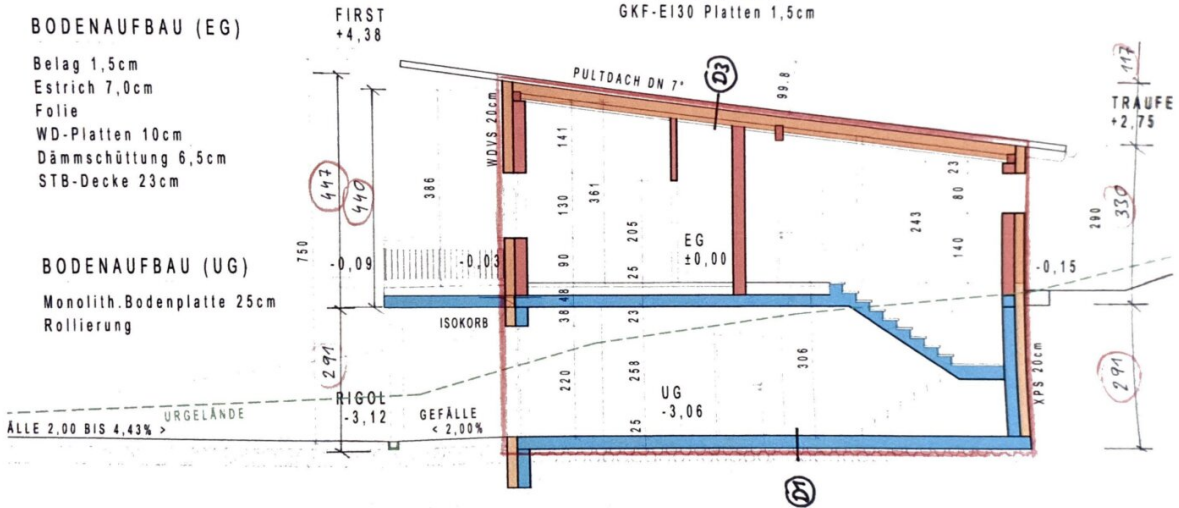 BODENAUFBAU (EG)
Belag 1,5cm
Estrich 7,0cm
Folie
WD-Platten 10cm
Dämmschüttung 6,5cm
STB-Decke 23cm
BODENAUFBAU (UG)
Monolith.Bodenplatte 25cm
Rollierung
FIRST
+4,38
GKF-EI30 Platten 1,5cm
PULTDACH DN 7°
D3
99.8
117
TRAUFE
+2,75
WDVS 20cm
447
440
386
750
141
130
90
48
38
220
361
205
25
23
258
25
EG
±0,00
243
23
80
140
290
330
-0,09
-0,03
-0,15
ISOKORB
291
306
UG
-3,06
XPS 20cm
291
RIGOL
-3,12
URGELÄNDE
ÄLLE 2,00 BIS 4,43% >
GEFÄLLE
< 2,00%
D1